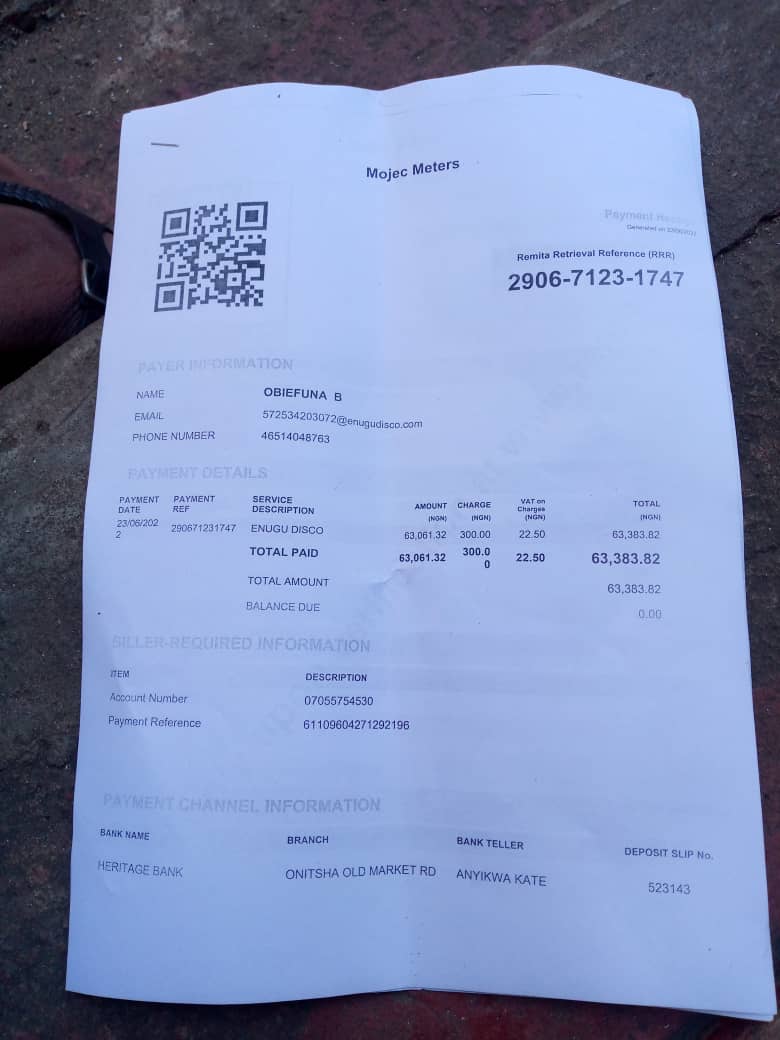 Mojec Meters
Payment Receipt
Generated on
Remita Retrieval Reference (RRR)
2906-7123-1747
PAYER INFORMATION
NAME OBIEFUNA B
EMAIL 572534203072@enugudisco.com
PHONE NUMBER 46514048763
PAYMENT DETAILS
PAYMENT DATE PAYMENT REF SERVICE DESCRIPTION AMOUNT (NGN) CHARGE (NGN) VAT on Charges (NGN) TOTAL (NGN)
23/06/2022 290671231747 ENUGU DISCO 63,061.32 300.00 22.50 63,383.82
TOTAL PAID 63,061.32 300.00 22.50 63,383.82
TOTAL AMOUNT 63,383.82
BALANCE DUE 0.00
BILLER-REQUIRED INFORMATION
ITEM DESCRIPTION
Account Number 07055754530
Payment Reference 61109604271292196
PAYMENT CHANNEL INFORMATION
BANK NAME BRANCH BANK TELLER DEPOSIT SLIP No.
HERITAGE BANK ONITSHA OLD MARKET RD ANYIKWA KATE 523143